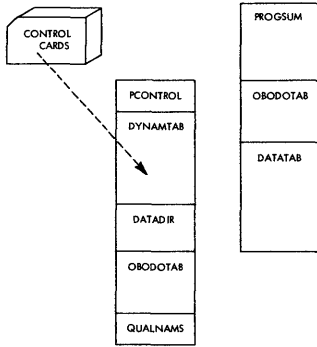 CONTROL
CARDS
PCONTROL
DYNAMTAB
DATADIR
OBODOTAB
QUALNAMS
PROGSUM
OBODOTAB
DATATAB